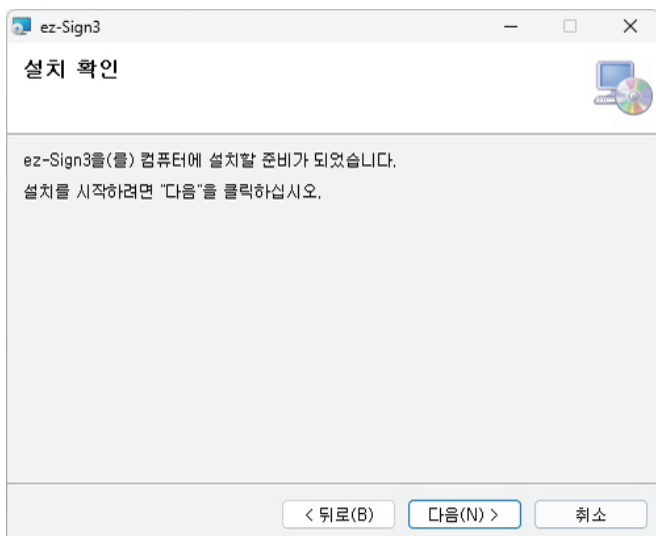 ez-Sign3
설치 확인
ez-Sign3을(를) 컴퓨터에 설치할 준비가 되었습니다.
설치를 시작하려면 "다음"을 클릭하십시오.
< 뒤로(B) 다음(N) > 취소